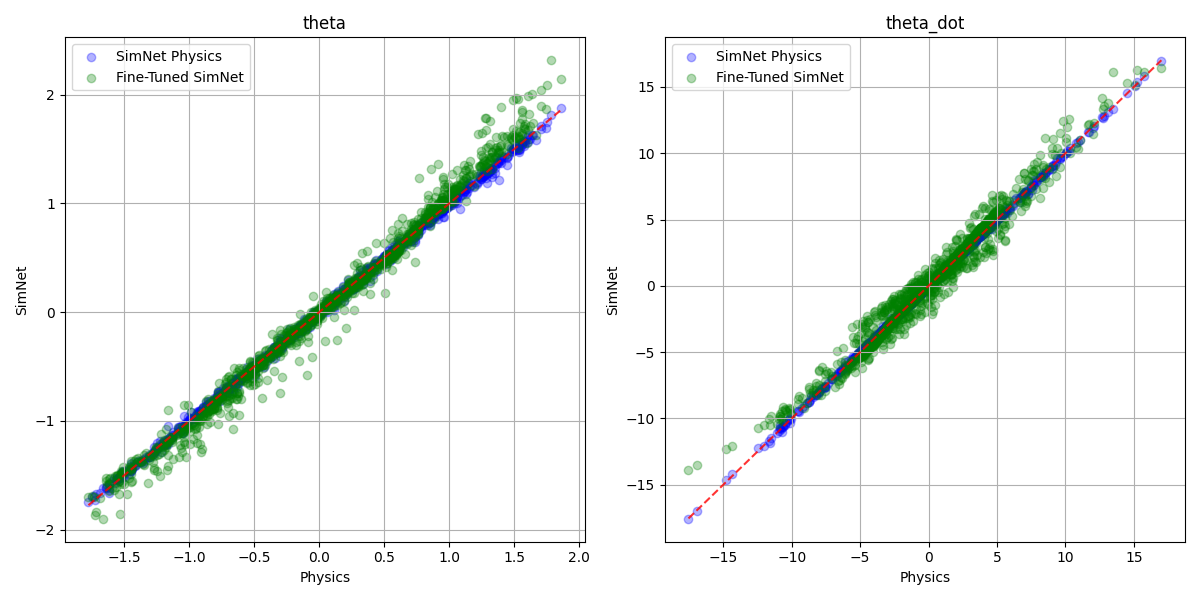 theta
SimNet Physics
Fine-Tuned SimNet
2
1
0
−1
−2
SimNet
−1.5
−1.0
−0.5
0.0
0.5
1.0
1.5
2.0
Physics
theta_dot
SimNet Physics
Fine-Tuned SimNet
15
10
5
0
−5
−10
−15
SimNet
−15
−10
−5
0
5
10
15
Physics